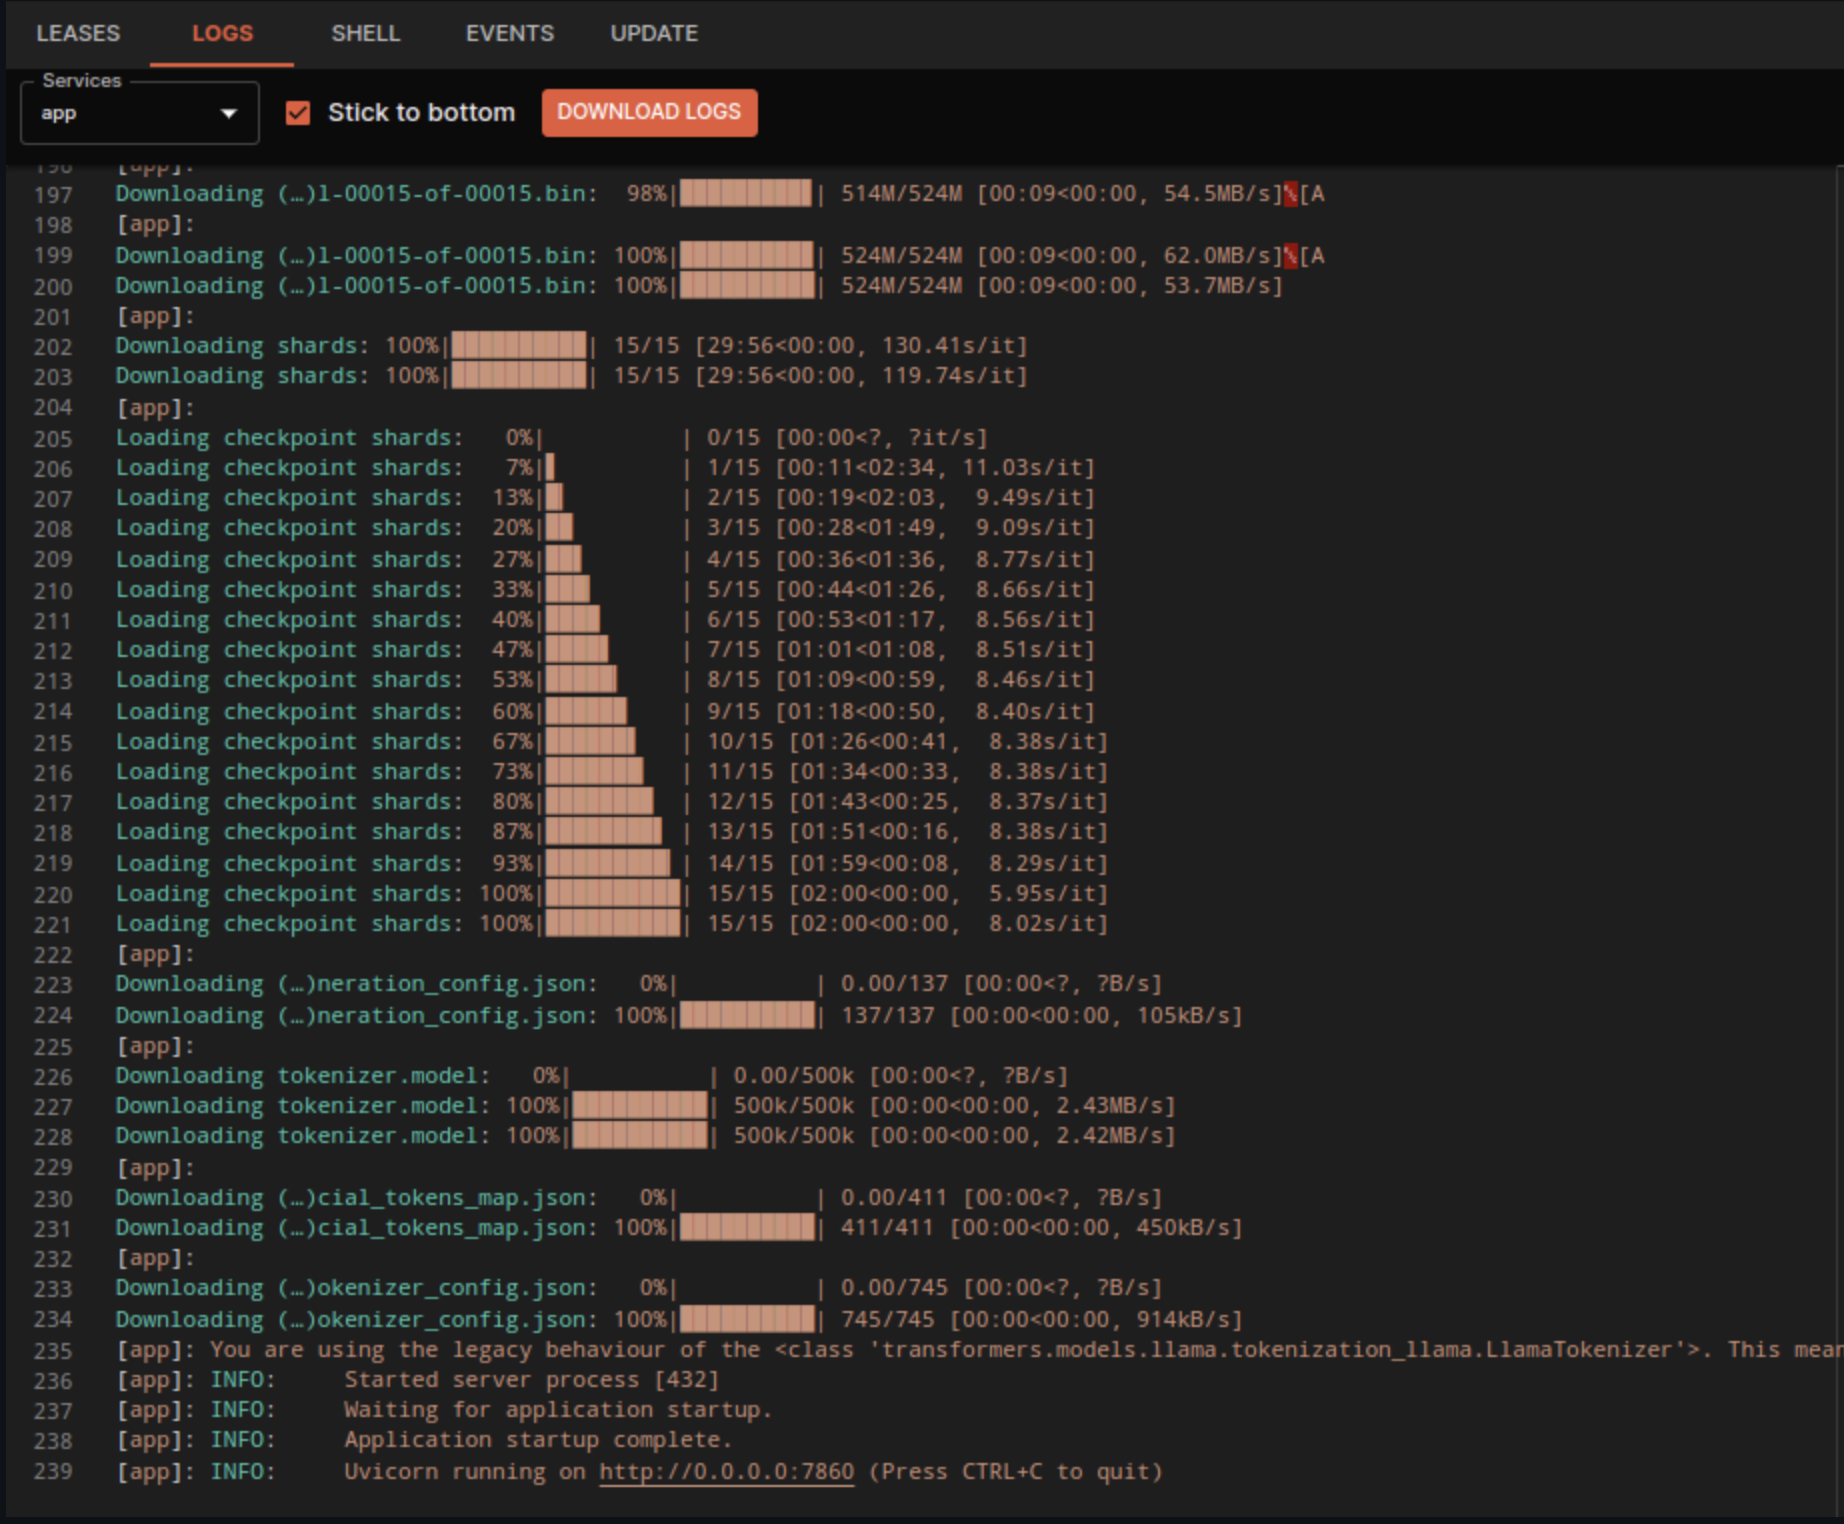 LEASES LOGS SHELL EVENTS UPDATE
Services
app Stick to bottom DOWNLOAD LOGS
196 [app]:
197 Downloading (…)l-00015-of-00015.bin: 98%|██████████| 514M/524M [00:09<00:00, 54.5MB/s][A
198 [app]:
199 Downloading (…)l-00015-of-00015.bin: 100%|██████████| 524M/524M [00:09<00:00, 62.0MB/s][A
200 Downloading (…)l-00015-of-00015.bin: 100%|██████████| 524M/524M [00:09<00:00, 53.7MB/s]
201 [app]:
202 Downloading shards: 100%|██████████| 15/15 [29:56<00:00, 130.41s/it]
203 Downloading shards: 100%|██████████| 15/15 [29:56<00:00, 119.74s/it]
204 [app]:
205 Loading checkpoint shards: 0%| | 0/15 [00:00<?, ?it/s]
206 Loading checkpoint shards: 7%|▋ | 1/15 [00:11<02:34, 11.03s/it]
207 Loading checkpoint shards: 13%|█▎ | 2/15 [00:19<02:03, 9.49s/it]
208 Loading checkpoint shards: 20%|██ | 3/15 [00:28<01:49, 9.09s/it]
209 Loading checkpoint shards: 27%|██▋ | 4/15 [00:36<01:36, 8.77s/it]
210 Loading checkpoint shards: 33%|███▎ | 5/15 [00:44<01:26, 8.66s/it]
211 Loading checkpoint shards: 40%|████ | 6/15 [00:53<01:17, 8.56s/it]
212 Loading checkpoint shards: 47%|████▋ | 7/15 [01:01<01:08, 8.51s/it]
213 Loading checkpoint shards: 53%|█████▎ | 8/15 [01:09<00:59, 8.46s/it]
214 Loading checkpoint shards: 60%|██████ | 9/15 [01:18<00:50, 8.40s/it]
215 Loading checkpoint shards: 67%|██████▋ | 10/15 [01:26<00:41, 8.38s/it]
216 Loading checkpoint shards: 73%|███████▎ | 11/15 [01:34<00:33, 8.38s/it]
217 Loading checkpoint shards: 80%|████████ | 12/15 [01:43<00:25, 8.37s/it]
218 Loading checkpoint shards: 87%|████████▋ | 13/15 [01:51<00:16, 8.38s/it]
219 Loading checkpoint shards: 93%|█████████▎| 14/15 [01:59<00:08, 8.29s/it]
220 Loading checkpoint shards: 100%|██████████| 15/15 [02:00<00:00, 5.95s/it]
221 Loading checkpoint shards: 100%|██████████| 15/15 [02:00<00:00, 8.02s/it]
222 [app]:
223 Downloading (…)neration_config.json: 0%| | 0.00/137 [00:00<?, ?B/s]
224 Downloading (…)neration_config.json: 100%|██████████| 137/137 [00:00<00:00, 105kB/s]
225 [app]:
226 Downloading tokenizer.model: 0%| | 0.00/500k [00:00<?, ?B/s]
227 Downloading tokenizer.model: 100%|██████████| 500k/500k [00:00<00:00, 2.43MB/s]
228 Downloading tokenizer.model: 100%|██████████| 500k/500k [00:00<00:00, 2.42MB/s]
229 [app]:
230 Downloading (…)cial_tokens_map.json: 0%| | 0.00/411 [00:00<?, ?B/s]
231 Downloading (…)cial_tokens_map.json: 100%|██████████| 411/411 [00:00<00:00, 450kB/s]
232 [app]:
233 Downloading (…)okenizer_config.json: 0%| | 0.00/745 [00:00<?, ?B/s]
234 Downloading (…)okenizer_config.json: 100%|██████████| 745/745 [00:00<00:00, 914kB/s]
235 [app]: You are using the legacy behaviour of the <class 'transformers.models.llama.tokenization_llama.LlamaTokenizer'>. This mean
236 [app]: INFO: Started server process [432]
237 [app]: INFO: Waiting for application startup.
238 [app]: INFO: Application startup complete.
239 [app]: INFO: Uvicorn running on http://0.0.0.0:7860 (Press CTRL+C to quit)